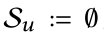 𝒮ᵤ := ∅